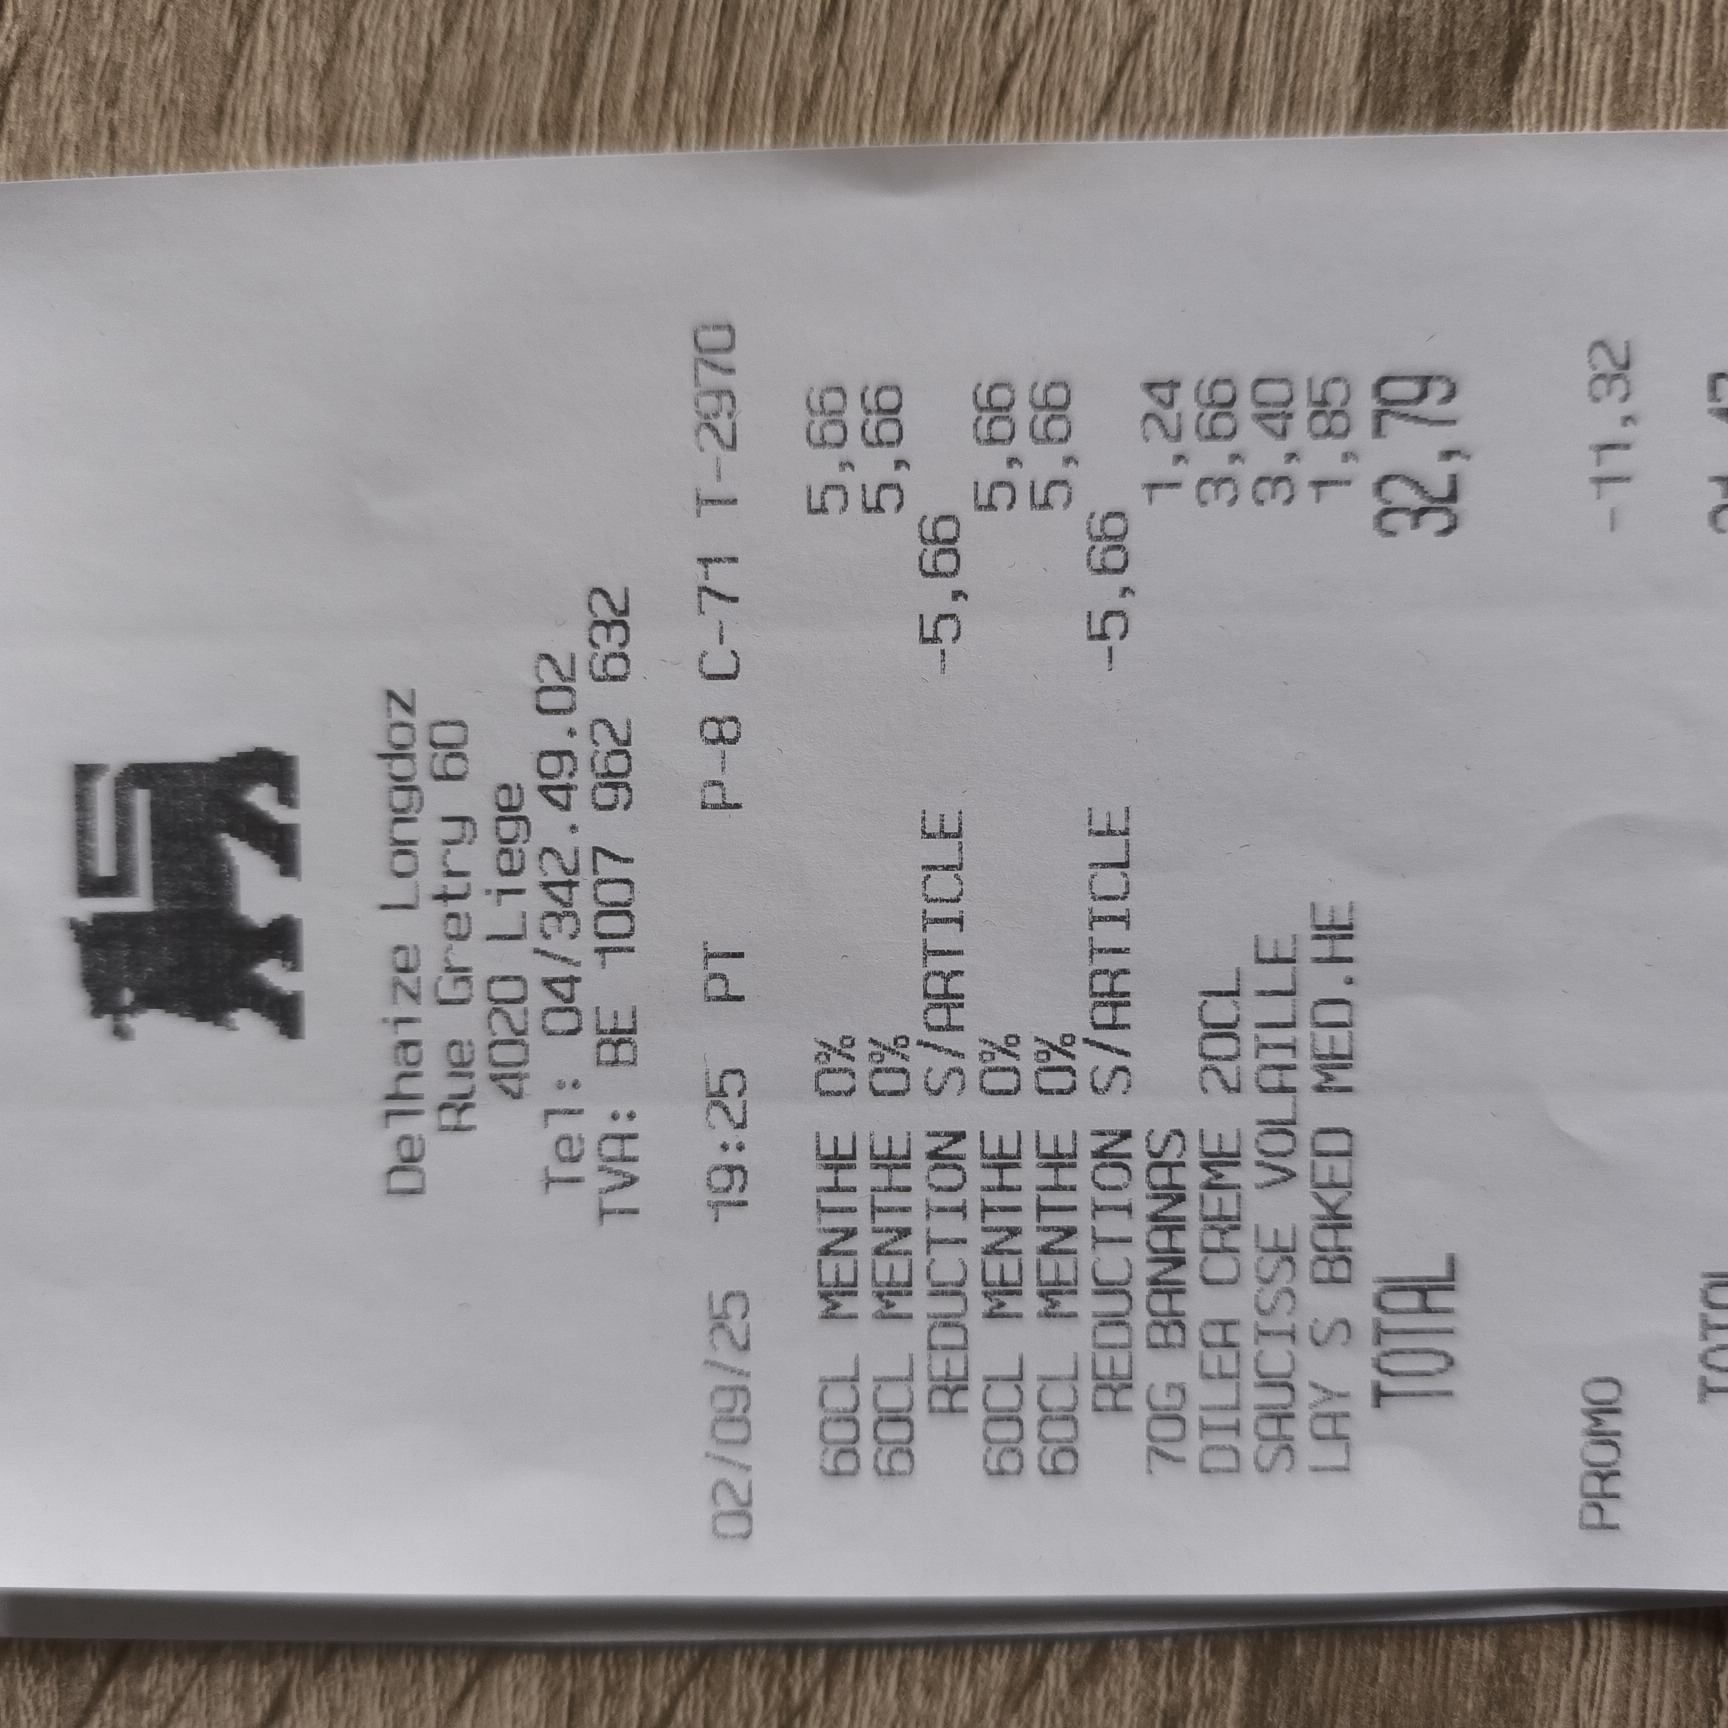 Delhaize Longdoz
Rue Gretry 60
4020 Liege
Tel: 04/342.49.02
TVA: BE 1007 962 632
02/09/25 19:25 PT P-8 C-71 T-2970
60CL MENTHE 0% 5,66
60CL MENTHE 0% 5,66
REDUCTION S/ARTICLE -5,66
60CL MENTHE 0% 5,66
60CL MENTHE 0% 5,66
REDUCTION S/ARTICLE -5,66
70G BANANAS 1,24
DILEA CREME 20CL 3,66
SAUCISSE VOLAILLE 3,40
LAY S BAKED MED.HE 1,85
TOTAL 32,79
PROMO -11,32
TOTAL